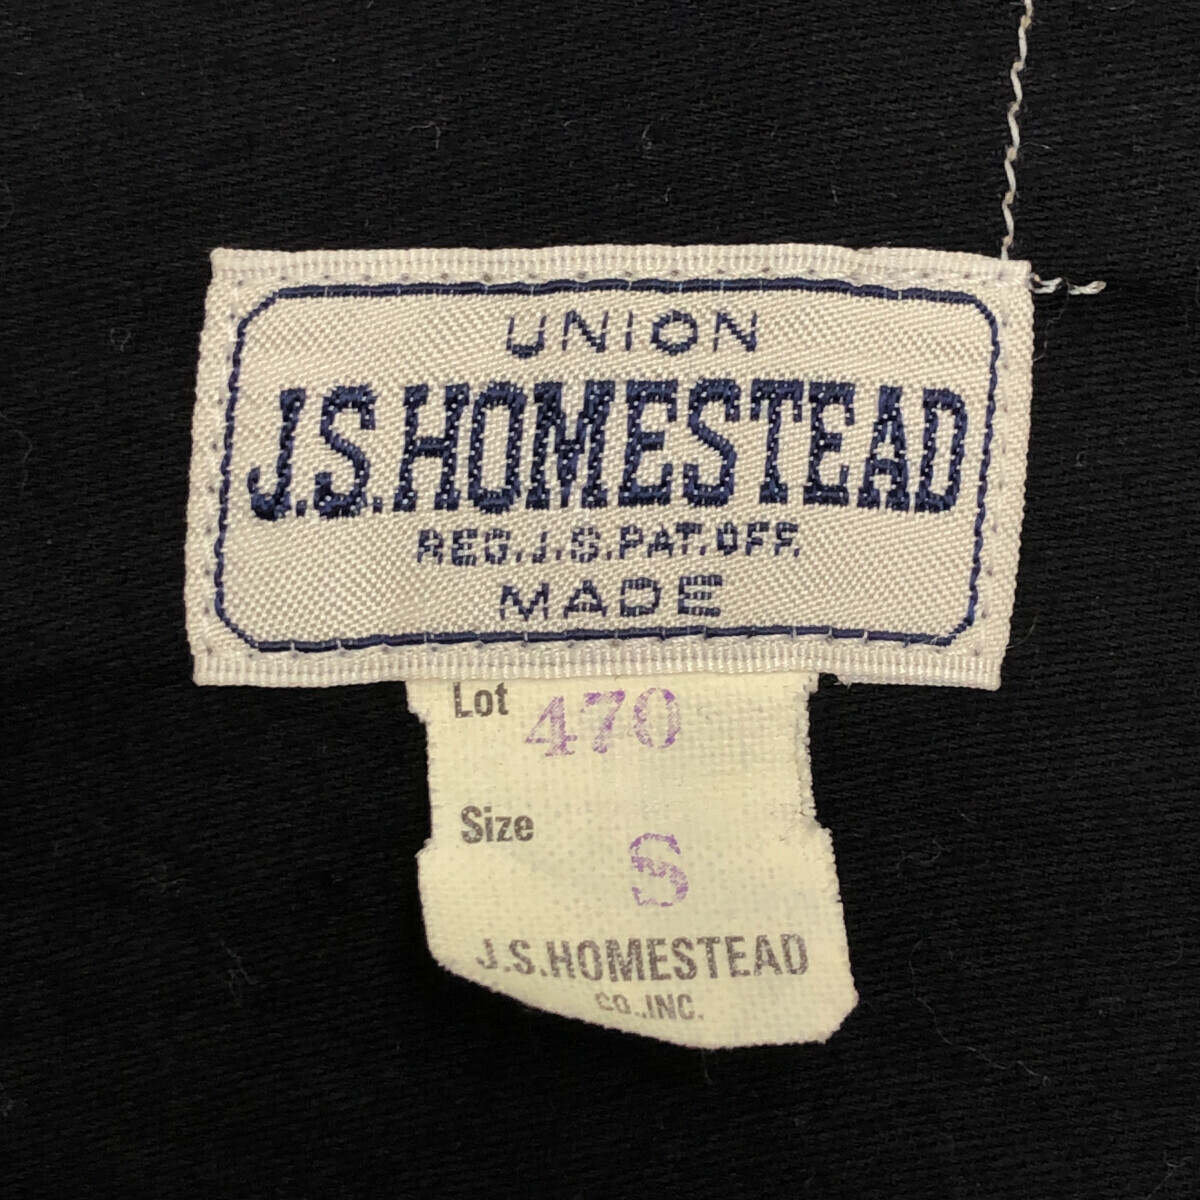 UNION
J.S.HOMESTEAD
REG.J.S.PAT.OFF.
MADE
Lot 470
Size S
J.S.HOMESTEAD
CO.,INC.